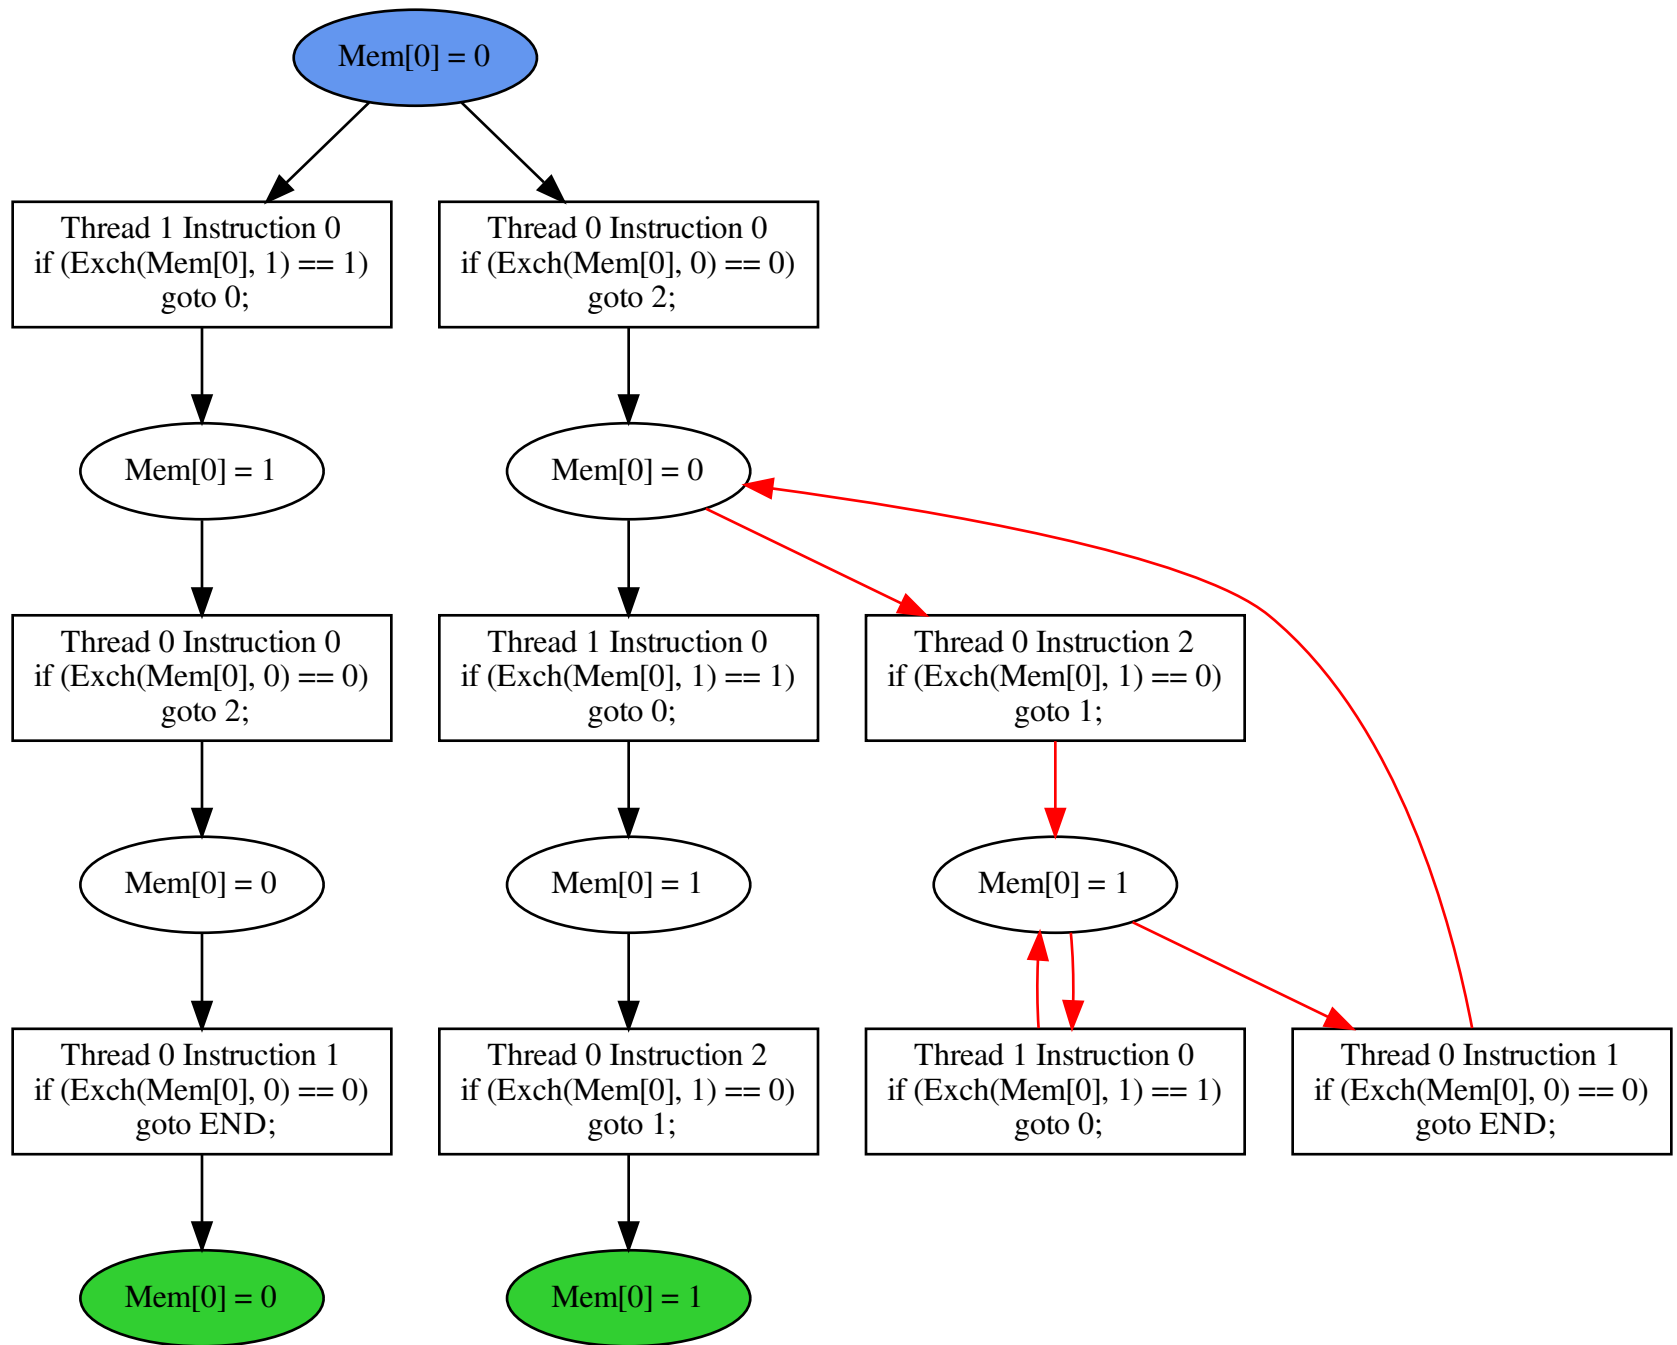 Mem[0] = 0
Thread 1 Instruction 0
if (Exch(Mem[0], 1) == 1)
goto 0;
Thread 0 Instruction 0
if (Exch(Mem[0], 0) == 0)
goto 2;
Mem[0] = 1
Mem[0] = 0
Thread 0 Instruction 0
if (Exch(Mem[0], 0) == 0)
goto 2;
Thread 1 Instruction 0
if (Exch(Mem[0], 1) == 1)
goto 0;
Thread 0 Instruction 2
if (Exch(Mem[0], 1) == 0)
goto 1;
Mem[0] = 0
Mem[0] = 1
Mem[0] = 1
Thread 0 Instruction 1
if (Exch(Mem[0], 0) == 0)
goto END;
Thread 0 Instruction 2
if (Exch(Mem[0], 1) == 0)
goto 1;
Thread 1 Instruction 0
if (Exch(Mem[0], 1) == 1)
goto 0;
Thread 0 Instruction 1
if (Exch(Mem[0], 0) == 0)
goto END;
Mem[0] = 0
Mem[0] = 1